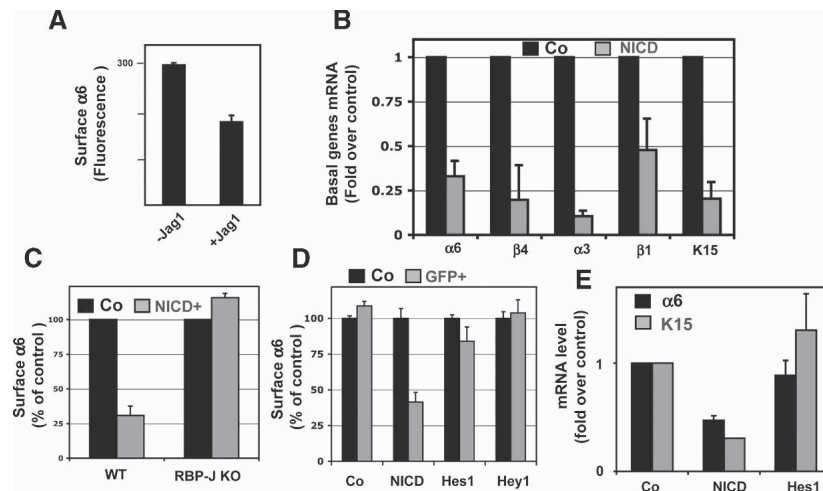 A
Surface α6
(Fluorescence )
300
-Jag1
+Jag1
B
Co NICD
Basal genes mRNA
(Fold over control)
1
0.75
0.5
0.25
0
α6 β4 α3 β1 K15
C
Co NICD+
Surface α6
(% of control )
100
75
50
25
0
WT RBP-J KO
D
Co GFP+
Surface α6
(% of control )
100
75
50
25
0
Co NICD Hes1 Hey1
E
α6
K15
mRNA level
(fold over control)
1
0
Co NICD Hes1